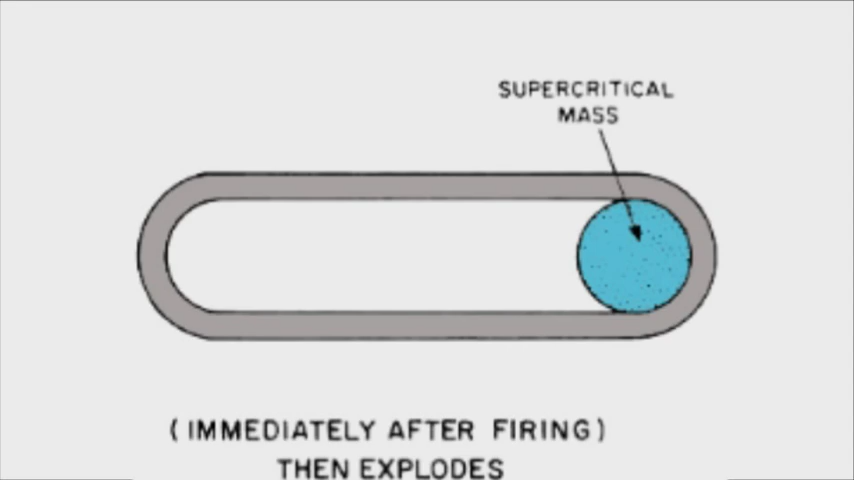 SUPERCRITICAL
MASS
(IMMEDIATELY AFTER FIRING)
THEN EXPLODES